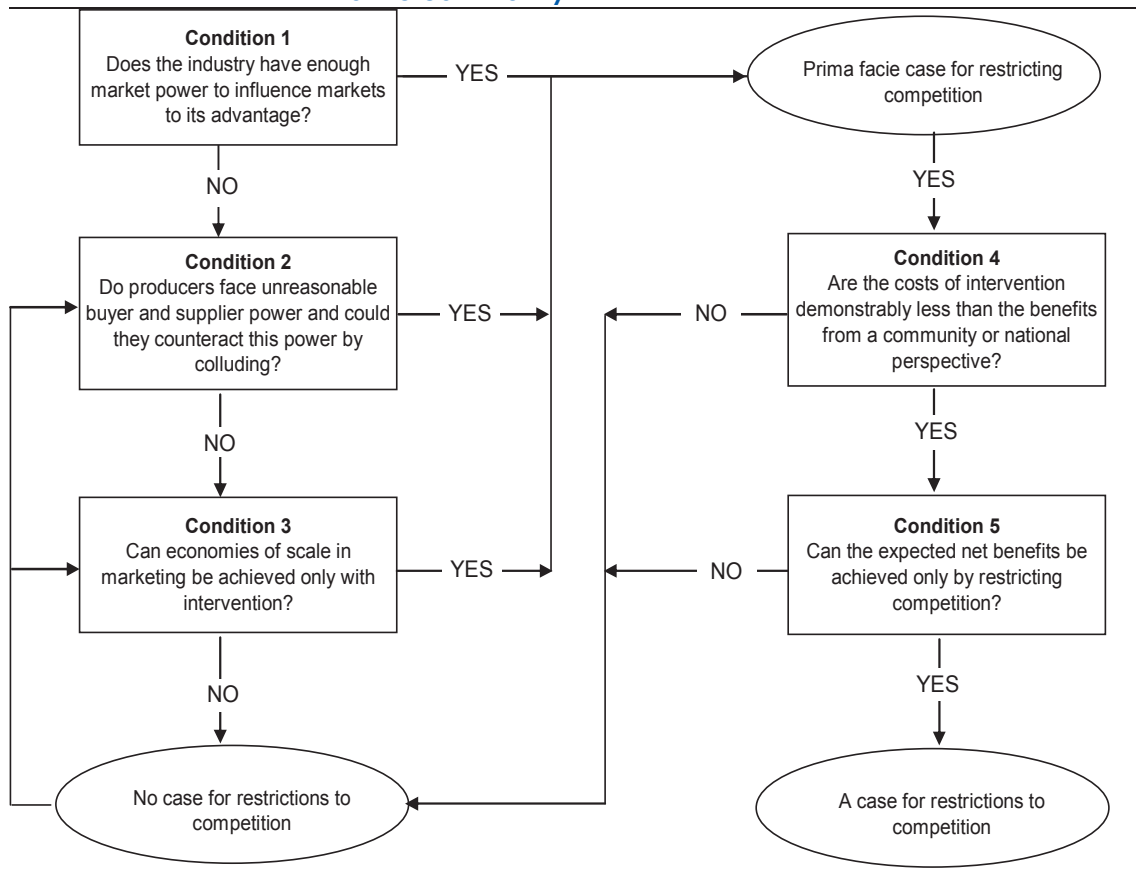 Condition 1
Does the industry have enough
market power to influence markets
to its advantage?
YES
Prima facie case for restricting
competition
NO
YES
Condition 2
Do producers face unreasonable
buyer and supplier power and could
they counteract this power by
colluding?
YES
NO
Condition 4
Are the costs of intervention
demonstrably less than the benefits
from a community or national
perspective?
NO
YES
Condition 3
Can economies of scale in
marketing be achieved only with
intervention?
YES
NO
Condition 5
Can the expected net benefits be
achieved only by restricting
competition?
NO
YES
No case for restrictions to
competition
A case for restrictions to
competition